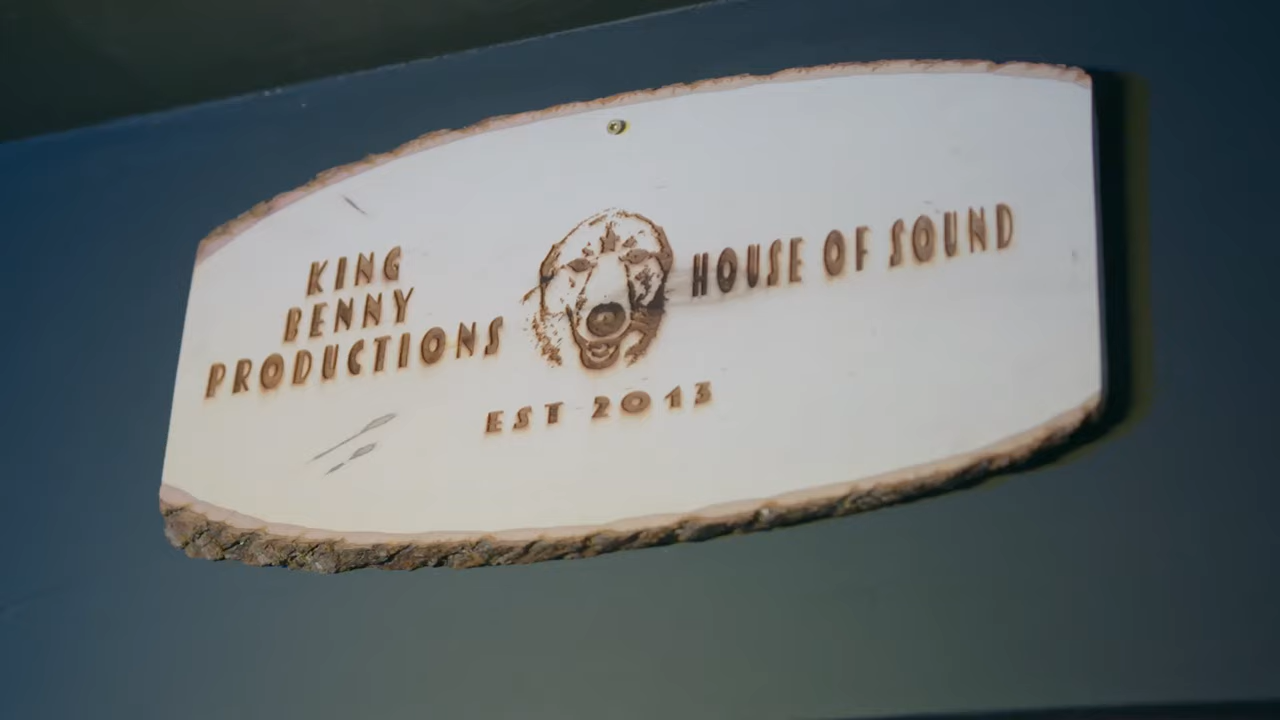 KING
BENNY
PRODUCTIONS
HOUSE OF SOUND
EST 2013